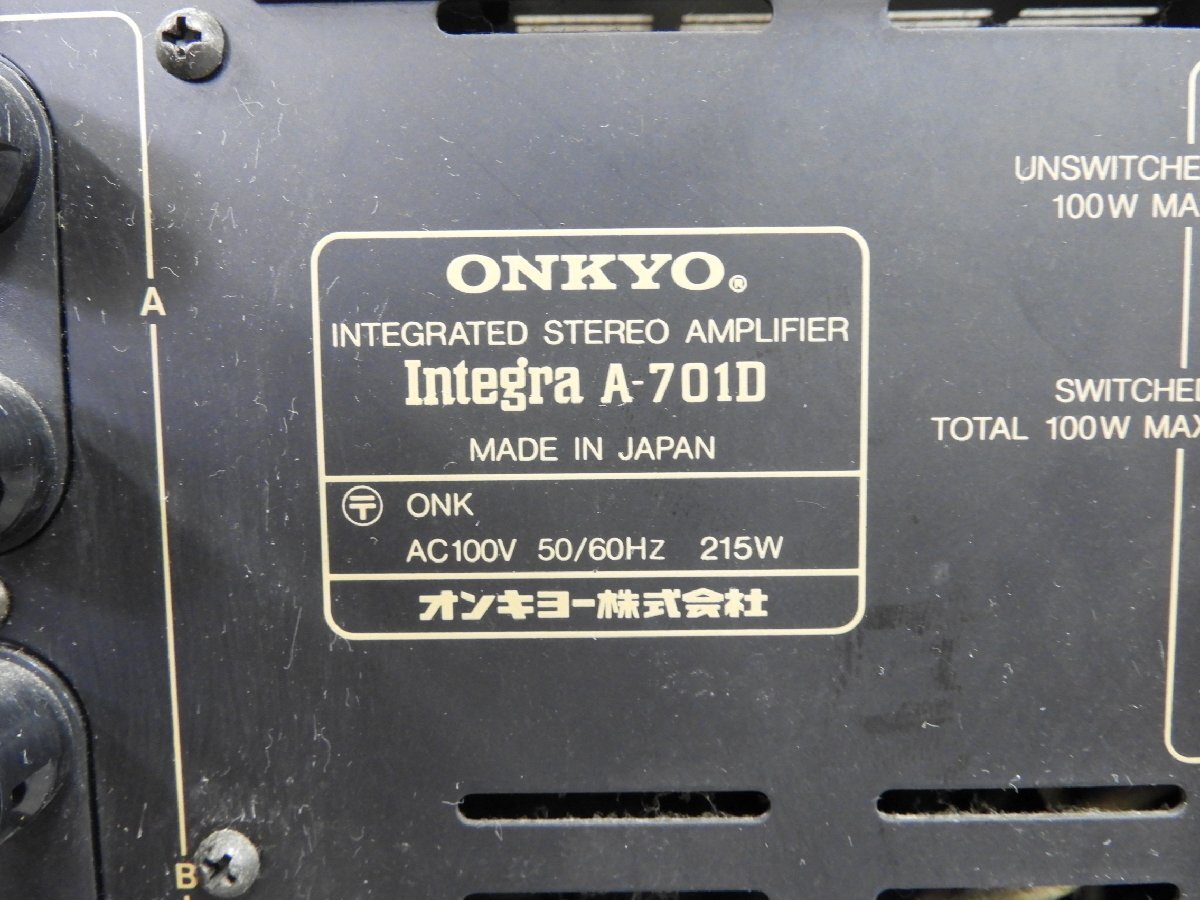 A
ONKYO®
INTEGRATED STEREO AMPLIFIER
Integra A-701D
MADE IN JAPAN
〶 ONK
AC100V 50/60Hz 215W
オンキヨー株式会社
UNSWITCHE
100W MA
SWITCHED
TOTAL 100W MAX
B